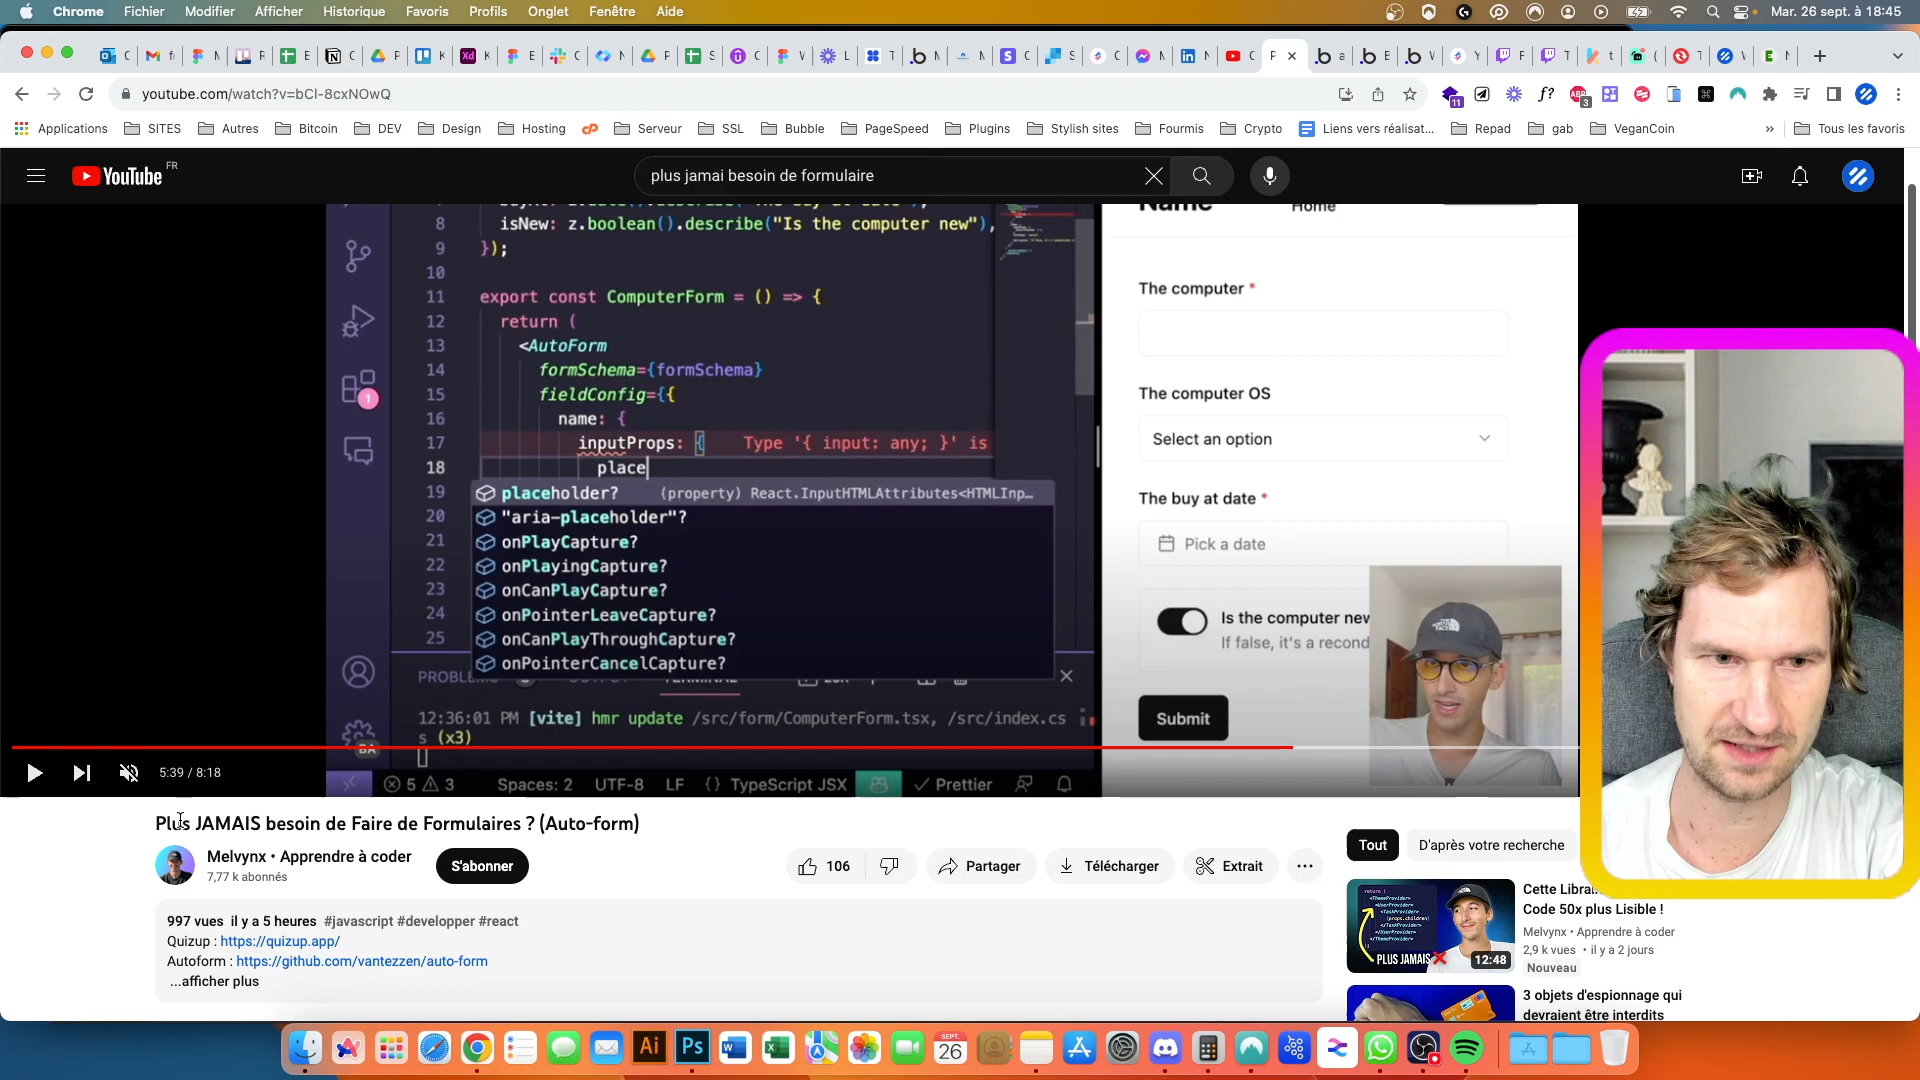 Chrome Fichier Modifier Afficher Historique Favoris Profils Onglet Fenêtre Aide Mar. 26 sept. à 18:45
youtube.com/watch?v=bCl-8cxNOwQ
Applications SITES Autres Bitcoin DEV Design Hosting Serveur SSL Bubble PageSpeed Plugins Stylish sites Fourmis Crypto Liens vers réalisat... Repad gab VeganCoin » Tous les favoris
YouTube FR plus jamai besoin de formulaire
Name Home
8 isNew: z.boolean().describe("Is the computer new"),
9 });
10
11 export const ComputerForm = () => {
12 return (
13 <AutoForm
14 formSchema={formSchema}
15 fieldConfig={{
16 name: {
17 inputProps: { Type '{ input: any; }' is
18 place
19 placeholder? (property) React.InputHTMLAttributes<HTMLInp…
20 "aria-placeholder"?
21 onPlayCapture?
22 onPlayingCapture?
23 onCanPlayCapture?
24 onPointerLeaveCapture?
25 onCanPlayThroughCapture?
onPointerCancelCapture?
12:36:01 PM [vite] hmr update /src/form/ComputerForm.tsx, /src/index.cs
s (x3)
BA
5 3 Spaces: 2 UTF-8 LF {} TypeScript JSX Prettier
The computer *
The computer OS
Select an option
The buy at date *
Pick a date
Is the computer new
If false, it's a recond
Submit
1
5:39 / 8:18
Plus JAMAIS besoin de Faire de Formulaires ? (Auto-form)
Melvynx • Apprendre à coder
7,77 k abonnés
S'abonner
106 Partager Télécharger Extrait
997 vues il y a 5 heures #javascript #developper #react
Quizup : https://quizup.app/
Autoform : https://github.com/vantezzen/auto-form
...afficher plus
Tout D'après votre recherche
PLUS JAMAIS 12:48
Cette Librai
Code 50x plus Lisible !
Melvynx • Apprendre à coder
2,9 k vues • il y a 2 jours
Nouveau
3 objets d'espionnage qui
devraient être interdits
Ai Ps W X SEPT. 26